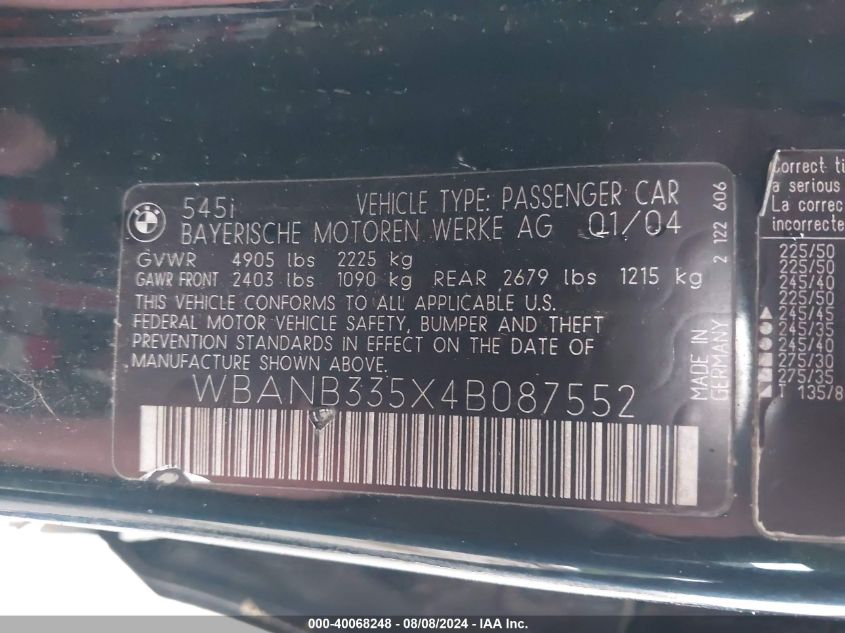 BMW
545i VEHICLE TYPE: PASSENGER CAR
BAYERISCHE MOTOREN WERKE AG 01/04
GVWR 4905 lbs 2225 kg
GAWR FRONT 2403 lbs 1090 kg REAR 2679 lbs 1215 kg
THIS VEHICLE CONFORMS TO ALL APPLICABLE U.S.
FEDERAL MOTOR VEHICLE SAFETY, BUMPER AND THEFT
PREVENTION STANDARDS IN EFFECT ON THE DATE OF
MANUFACTURE SHOWN ABOVE.
WBANB335X4B087552
MADE IN
GERMANY
2 122 606
Correct ti
a serious
La correc
incorrecte
225/50
225/50
245/40
225/50
▲ 245/45
● 245/35
● 245/40
■ 275/30
■ 275/35
▲ T 135/8
000-40068248 - 08/08/2024 - IAA Inc.